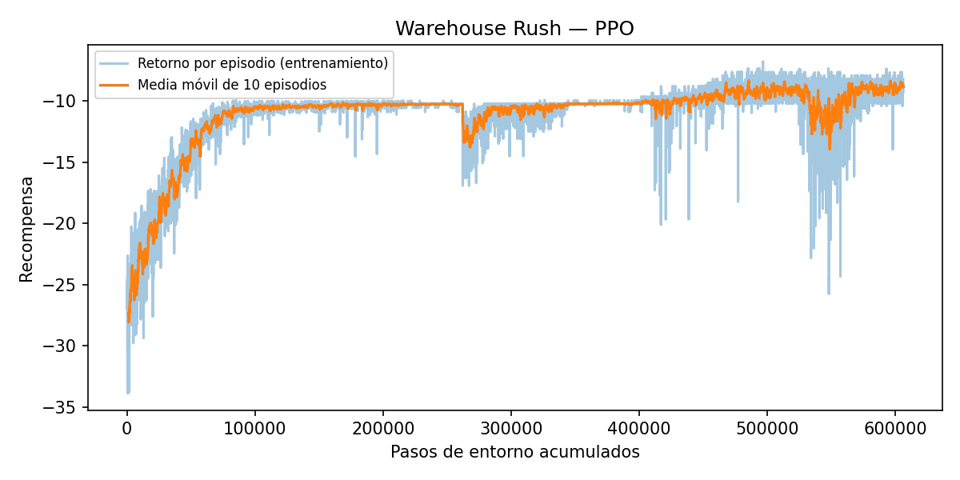 Warehouse Rush — PPO
Retorno por episodio (entrenamiento)
Media móvil de 10 episodios
Recompensa
−10
−15
−20
−25
−30
−35
0
100000
200000
300000
400000
500000
600000
Pasos de entorno acumulados